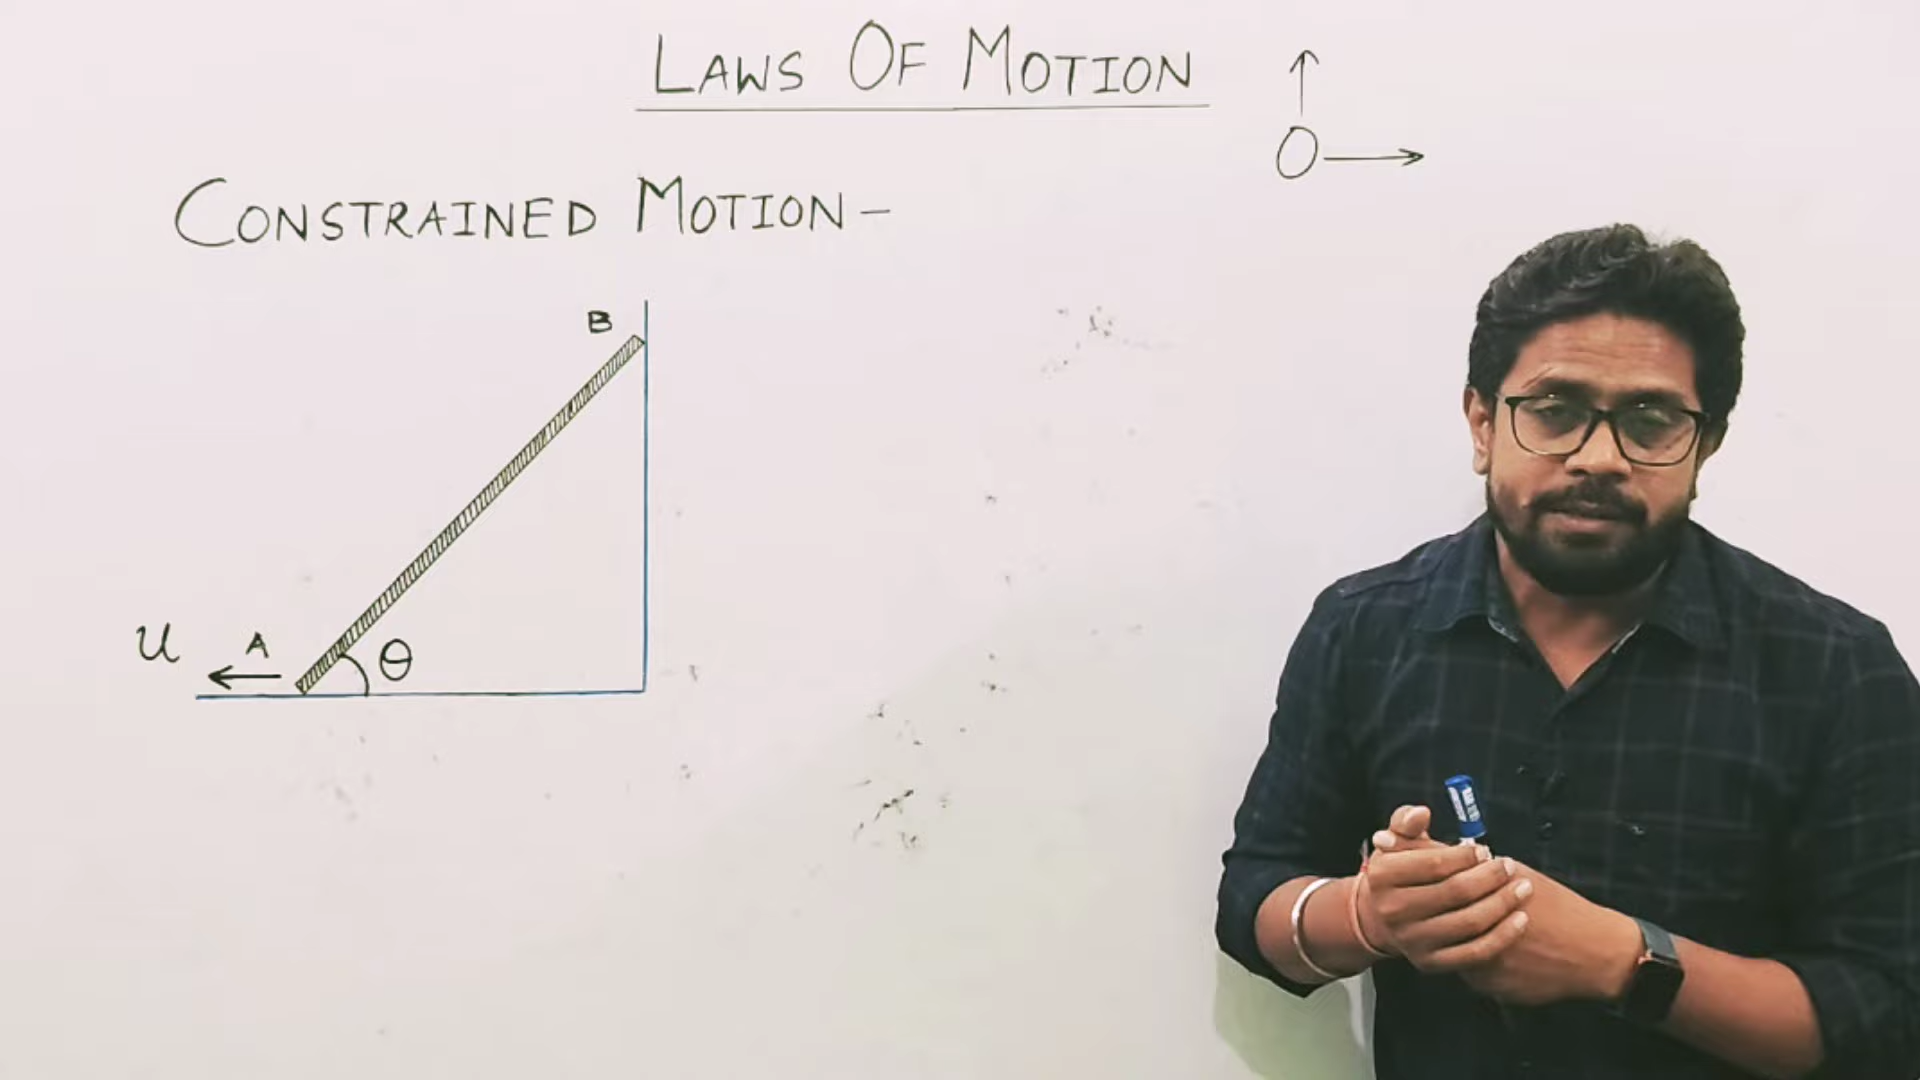 LAWS OF MOTION
O
CONSTRAINED MOTION-
B
u A θ